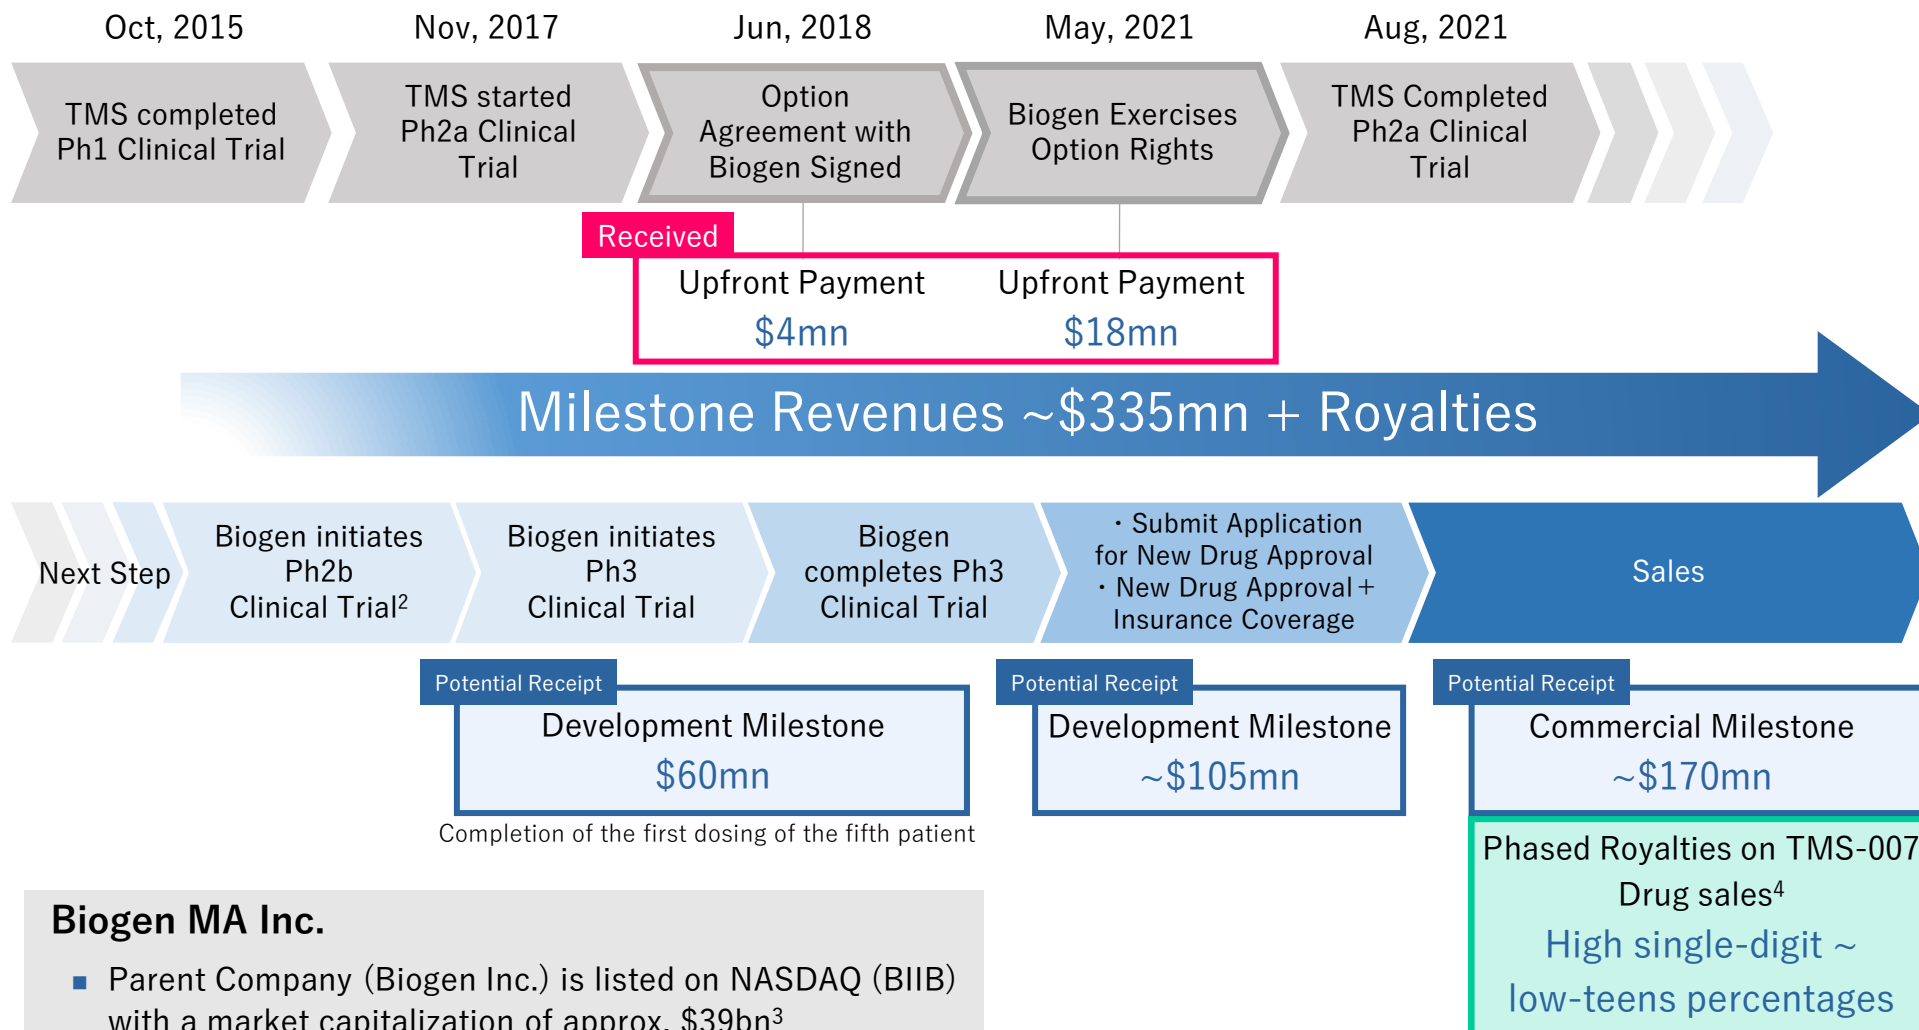 Oct, 2015
Nov, 2017
Jun, 2018
May, 2021
Aug, 2021
TMS completed
Ph1 Clinical Trial
TMS started
Ph2a Clinical
Trial
Option
Agreement with
Biogen Signed
Biogen Exercises
Option Rights
TMS Completed
Ph2a Clinical
Trial
Received
Upfront Payment
$4mn
Upfront Payment
$18mn
Milestone Revenues ~$335mn + Royalties
Next Step
Biogen initiates
Ph2b
Clinical Trial2
Biogen initiates
Ph3
Clinical Trial
Biogen
completes Ph3
Clinical Trial
・Submit Application
for New Drug Approval
・New Drug Approval+
Insurance Coverage
Sales
Potential Receipt
Development Milestone
$60mn
Completion of the first dosing of the fifth patient
Potential Receipt
Development Milestone
~$105mn
Potential Receipt
Commercial Milestone
~$170mn
Phased Royalties on TMS-007
Drug sales4
High single-digit ~
low-teens percentages
Biogen MA Inc.
■ Parent Company (Biogen Inc.) is listed on NASDAQ (BIIB)
with a market capitalization of approx. $39bn3